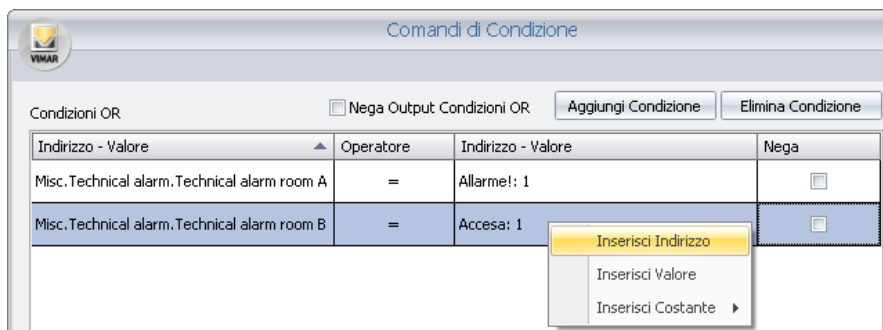 Comandi di Condizione
VIMAR
Condizioni OR Nega Output Condizioni OR Aggiungi Condizione Elimina Condizione
Indirizzo - Valore Operatore Indirizzo - Valore Nega
Misc.Technical alarm.Technical alarm room A = Allarme!: 1
Misc.Technical alarm.Technical alarm room B = Accesa: 1
Inserisci Indirizzo
Inserisci Valore
Inserisci Costante